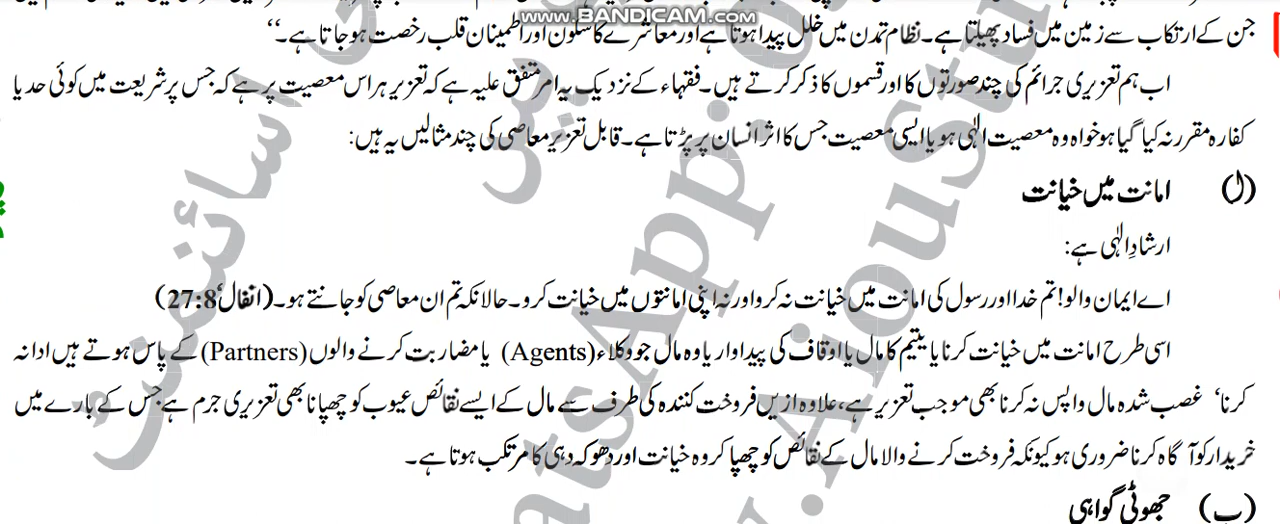 WWW.BANDICAM.COM
جن کے ارتکاب سے زمین میں فساد پھیلتا ہے۔ نظام تمدن میں خلل پیدا ہوتا ہے اور معاشرے کا سکون اور اطمینان قلب رخصت ہو جاتا ہے۔‘‘
اب ہم تعزیری جرائم کی چند صورتوں کا اور قسموں کا ذکر کرتے ہیں۔ فقہاء کے نزدیک یہ امر متفق علیہ ہے کہ تعزیر ہر اس معصیت پر ہے کہ جس پر شریعت میں کوئی حد یا
کفارہ مقرر نہ کیا گیا ہو خواہ وہ معصیت الٰہی ہو یا ایسی معصیت جس کا اثر انسان پر پڑتا ہے۔ قابل تعزیر معاصی کی چند مثالیں یہ ہیں:
(ل) امانت میں خیانت
ارشادِ الٰہی ہے:
اے ایمان والو! تم خدا اور رسول کی امانت میں خیانت نہ کرو اور نہ اپنی امانتوں میں خیانت کرو۔ حالانکہ تم ان معاصی کو جانتے ہو۔ (انفال‘ 27:8)
اسی طرح امانت میں خیانت کرنا یا یتیم کا مال یا اوقاف کی پیداوار یا وہ مال جو وکلاء (Agents) یا مضاربت کرنے والوں (Partners) کے پاس ہوتے ہیں ادا نہ
کرنا‘ غصب شدہ مال واپس نہ کرنا بھی موجب تعزیر ہے، علاوہ ازیں فروخت کنندہ کی طرف سے مال کے ایسے نقائص عیوب کو چھپانا بھی تعزیری جرم ہے جس کے بارے میں
خریدار کو آگاہ کرنا ضروری ہو کیونکہ فروخت کرنے والا مال کے نقائص کو چھپا کر وہ خیانت اور دھوکہ دہی کا مرتکب ہوتا ہے۔
(ب) جھوٹی گواہی